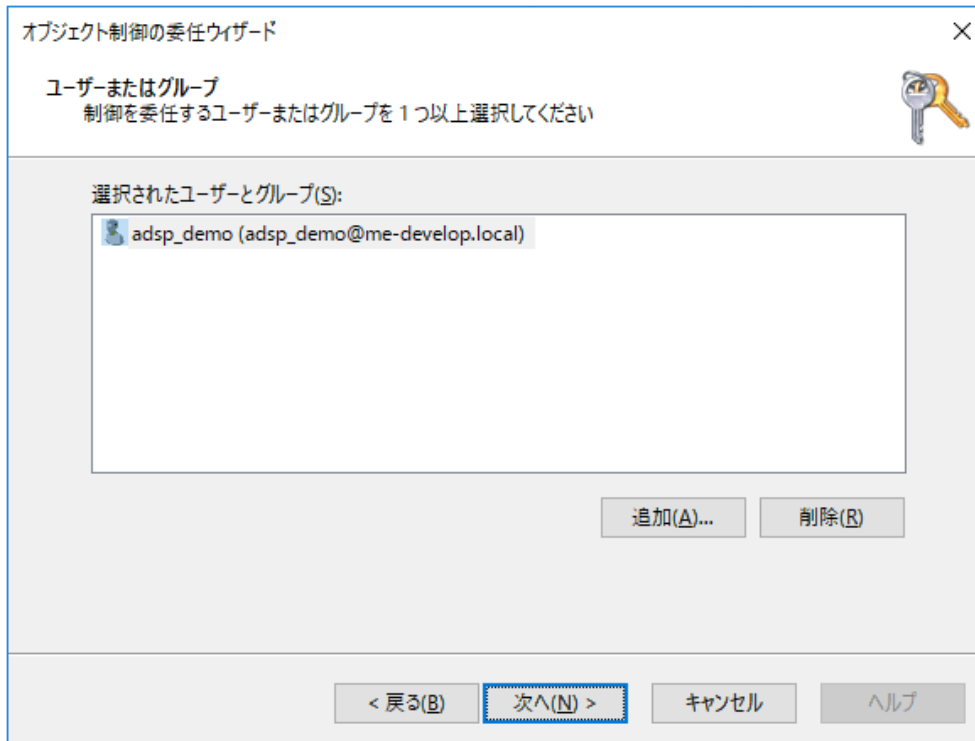 オブジェクト制御の委任ウィザード
ユーザーまたはグループ
制御を委任するユーザーまたはグループを 1 つ以上選択してください
選択されたユーザーとグループ(S):
adsp_demo (adsp_demo@me-develop.local)
追加(A)... 削除(R)
< 戻る(B) 次へ(N) > キャンセル ヘルプ